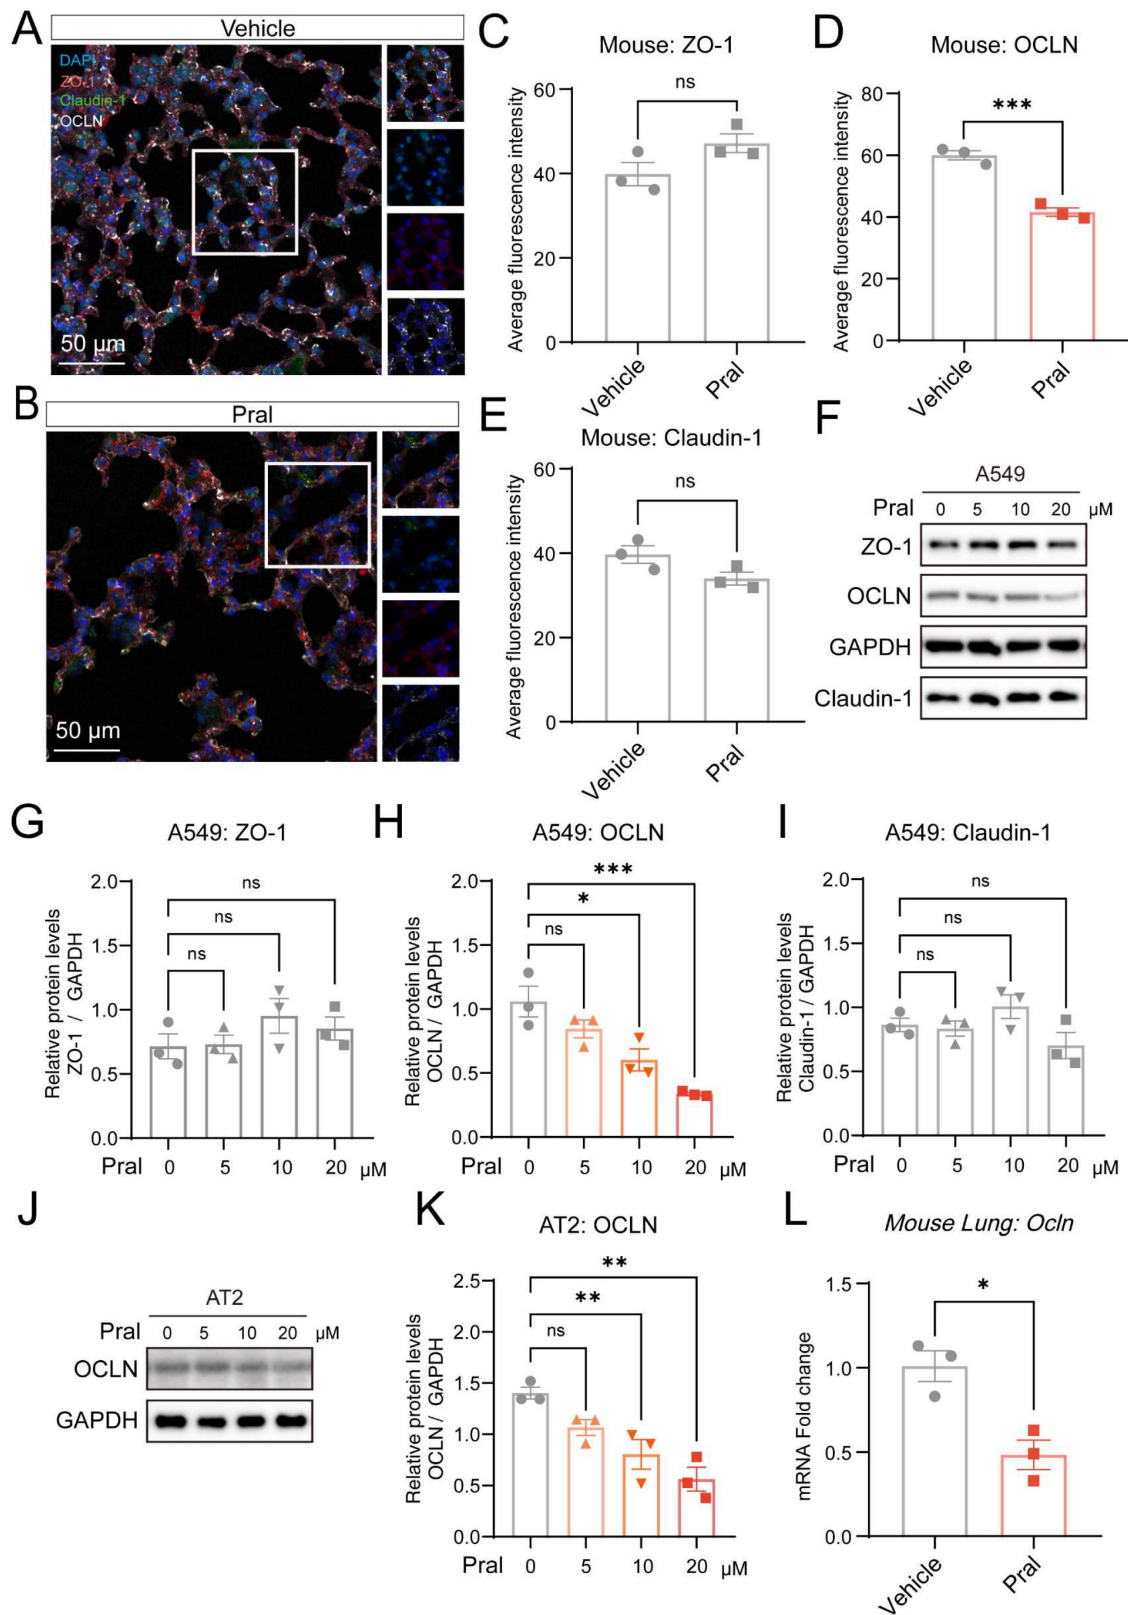 A
Vehicle
DAPI
ZO-1
Claudin-1
OCLN
50 μm
B
Pral
50 μm
C
Mouse: ZO-1
Average fluorescence intensity
60
40
20
0
ns
Vehicle
Pral
D
Mouse: OCLN
Average fluorescence intensity
80
60
40
20
0
***
Vehicle
Pral
E
Mouse: Claudin-1
Average fluorescence intensity
60
40
20
0
ns
Vehicle
Pral
F
A549
Pral 0 5 10 20 μM
ZO-1
OCLN
GAPDH
Claudin-1
G
A549: ZO-1
Relative protein levels
ZO-1 / GAPDH
2.0
1.5
1.0
0.5
0.0
ns
ns
ns
Pral 0 5 10 20 μM
H
A549: OCLN
Relative protein levels
OCLN / GAPDH
2.0
1.5
1.0
0.5
0.0
***
*
ns
Pral 0 5 10 20 μM
I
A549: Claudin-1
Relative protein levels
Claudin-1 / GAPDH
2.0
1.5
1.0
0.5
0.0
ns
ns
ns
Pral 0 5 10 20 μM
J
AT2
Pral 0 5 10 20 μM
OCLN
GAPDH
K
AT2: OCLN
Relative protein levels
OCLN / GAPDH
2.5
2.0
1.5
1.0
0.5
0.0
**
**
ns
Pral 0 5 10 20 μM
L
Mouse Lung: Ocln
mRNA Fold change
1.5
1.0
0.5
0.0
*
Vehicle
Pral